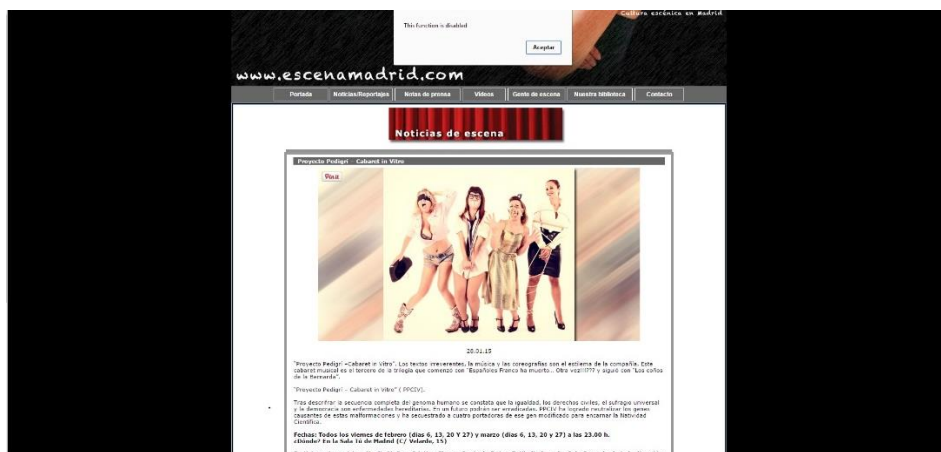 Cultura escénica en Madrid
This function is disabled
Aceptar
www.escenamadrid.com
Portada Noticias/Reportajes Notas de prensa Vídeos Gente de escena Nuestra biblioteca Contacto
Noticias de escena
Proyecto Pedigrí - Cabaret in Vitro
Pin it
28.01.15
"Proyecto Pedigrí –Cabaret in Vitro". Los textos irreverentes, la música y las coreografías son el estilema de la compañía. Este
cabaret musical es el tercero de la trilogía que comenzó con "Españoles Franco ha muerto... Otra vez!!!???" y siguió con "Los coños
de la Bernarda".
"Proyecto Pedigrí – Cabaret in Vitro" ( PPCIV).
Tras descifrar la secuencia completa del genoma humano se constata que la igualdad, los derechos civiles, el sufragio universal
y la democracia son enfermedades hereditarias. En un futuro podrán ser erradicadas. PPCIV ha logrado neutralizar los genes
causantes de estas malformaciones y ha secuestrado a cuatro portadoras de ese gen modificado para encarnar la Natividad
Científica.
Fechas: Todos los viernes de febrero (días 6, 13, 20 Y 27) y marzo (días 6, 13, 20 y 27) a las 23.00 h.
¿Dónde? En la Sala Tú de Madrid (C/ Velarde, 15)